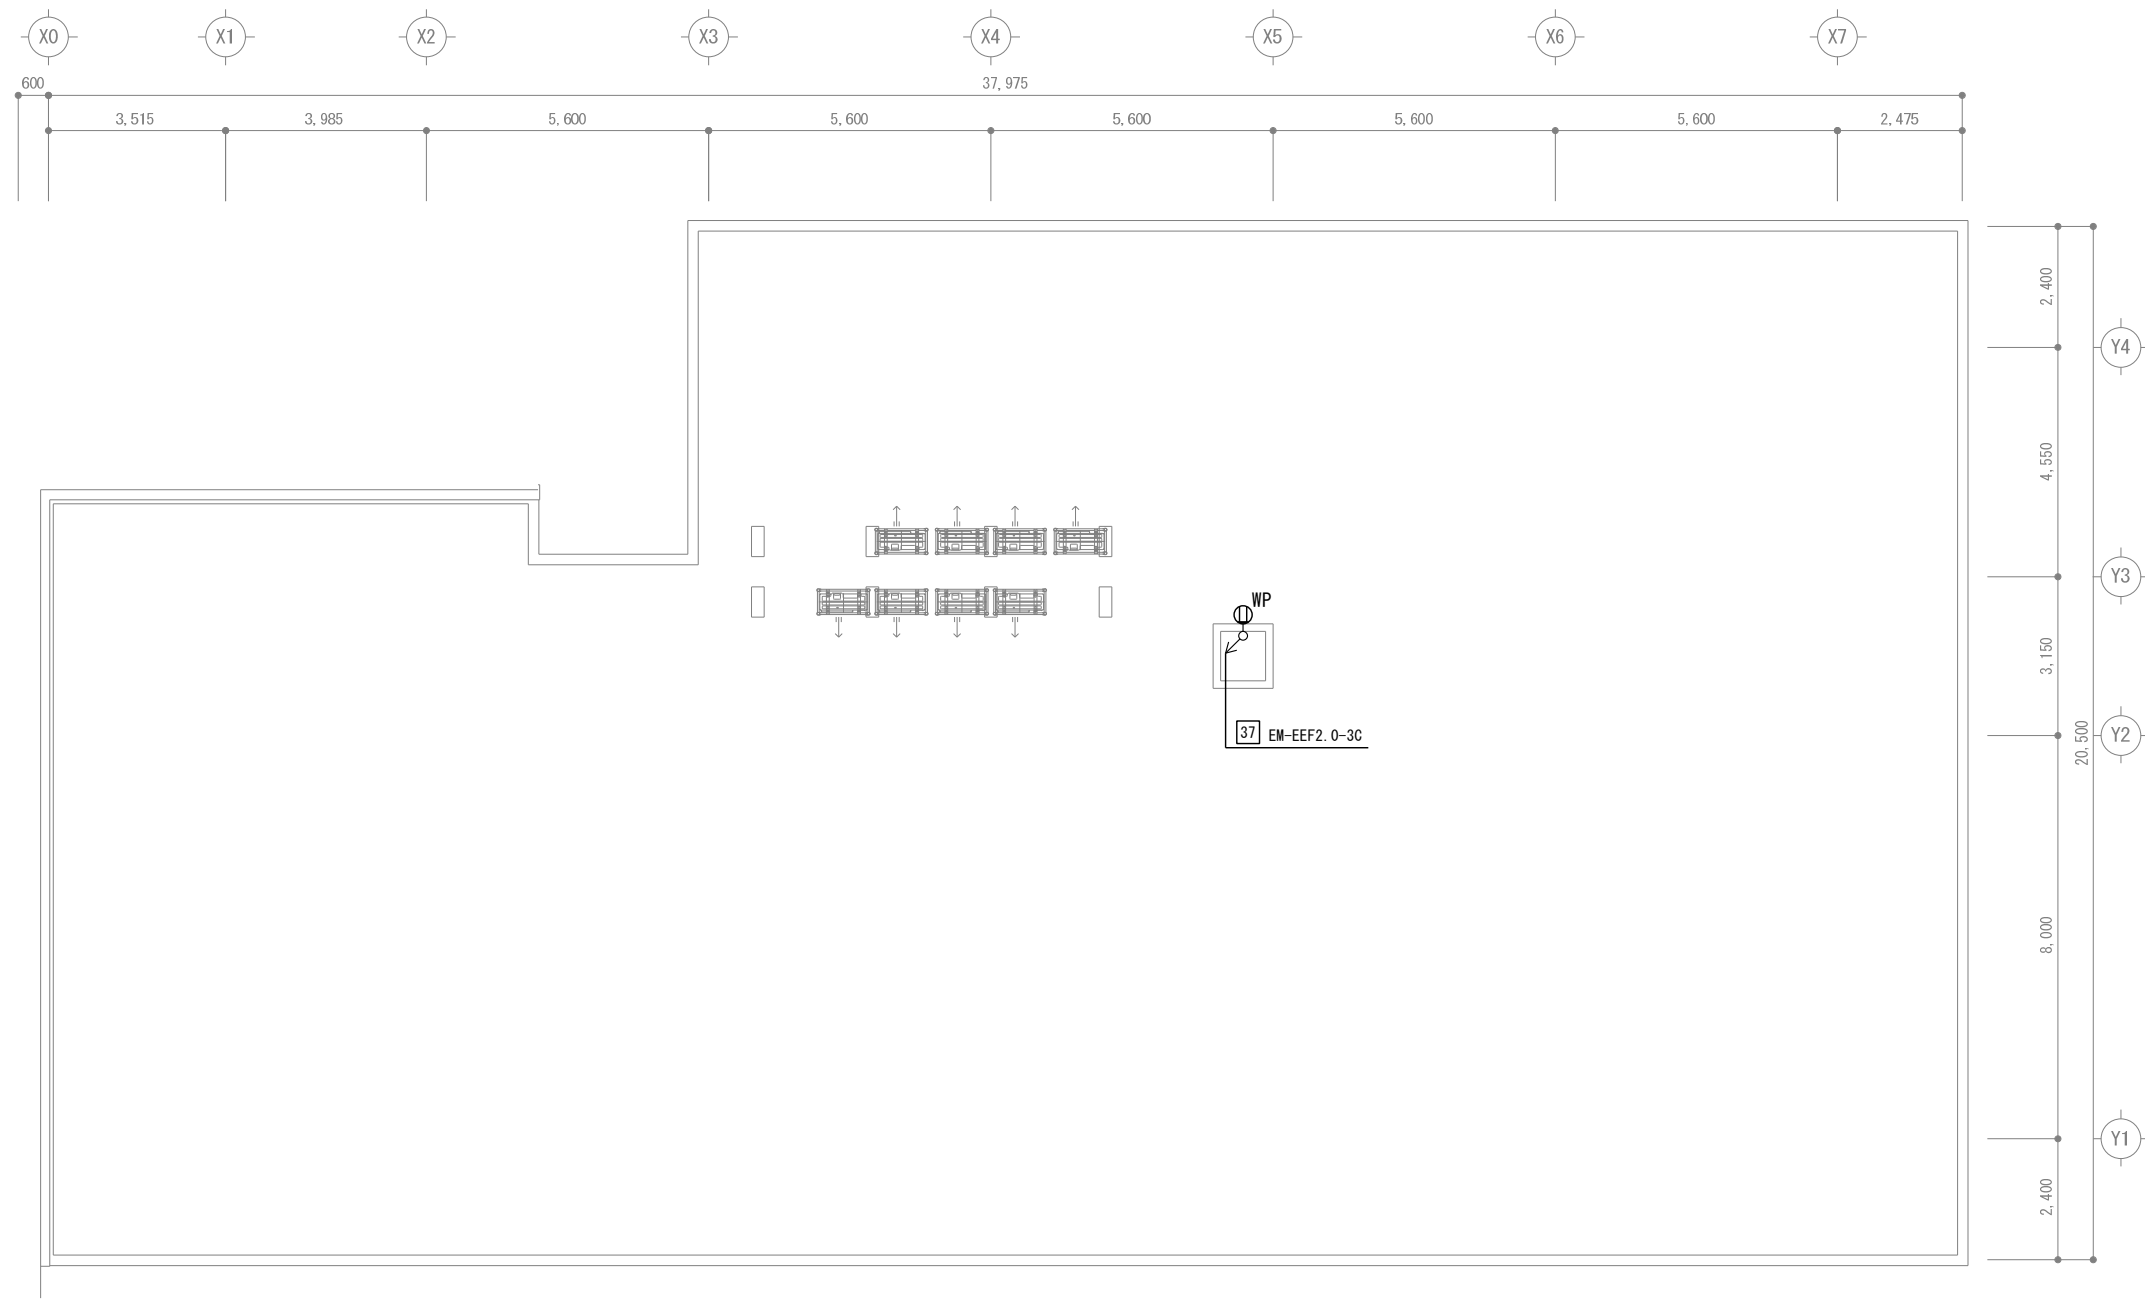 X0 X1 X2 X3 X4 X5 X6 X7
600 37,975
3,515 3,985 5,600 5,600 5,600 5,600 5,600 2,475
2,400
Y4
4,550
Y3
WP
3,150
37 EM-EEF2.0-3C
Y2
20,500
8,000
Y1
2,400